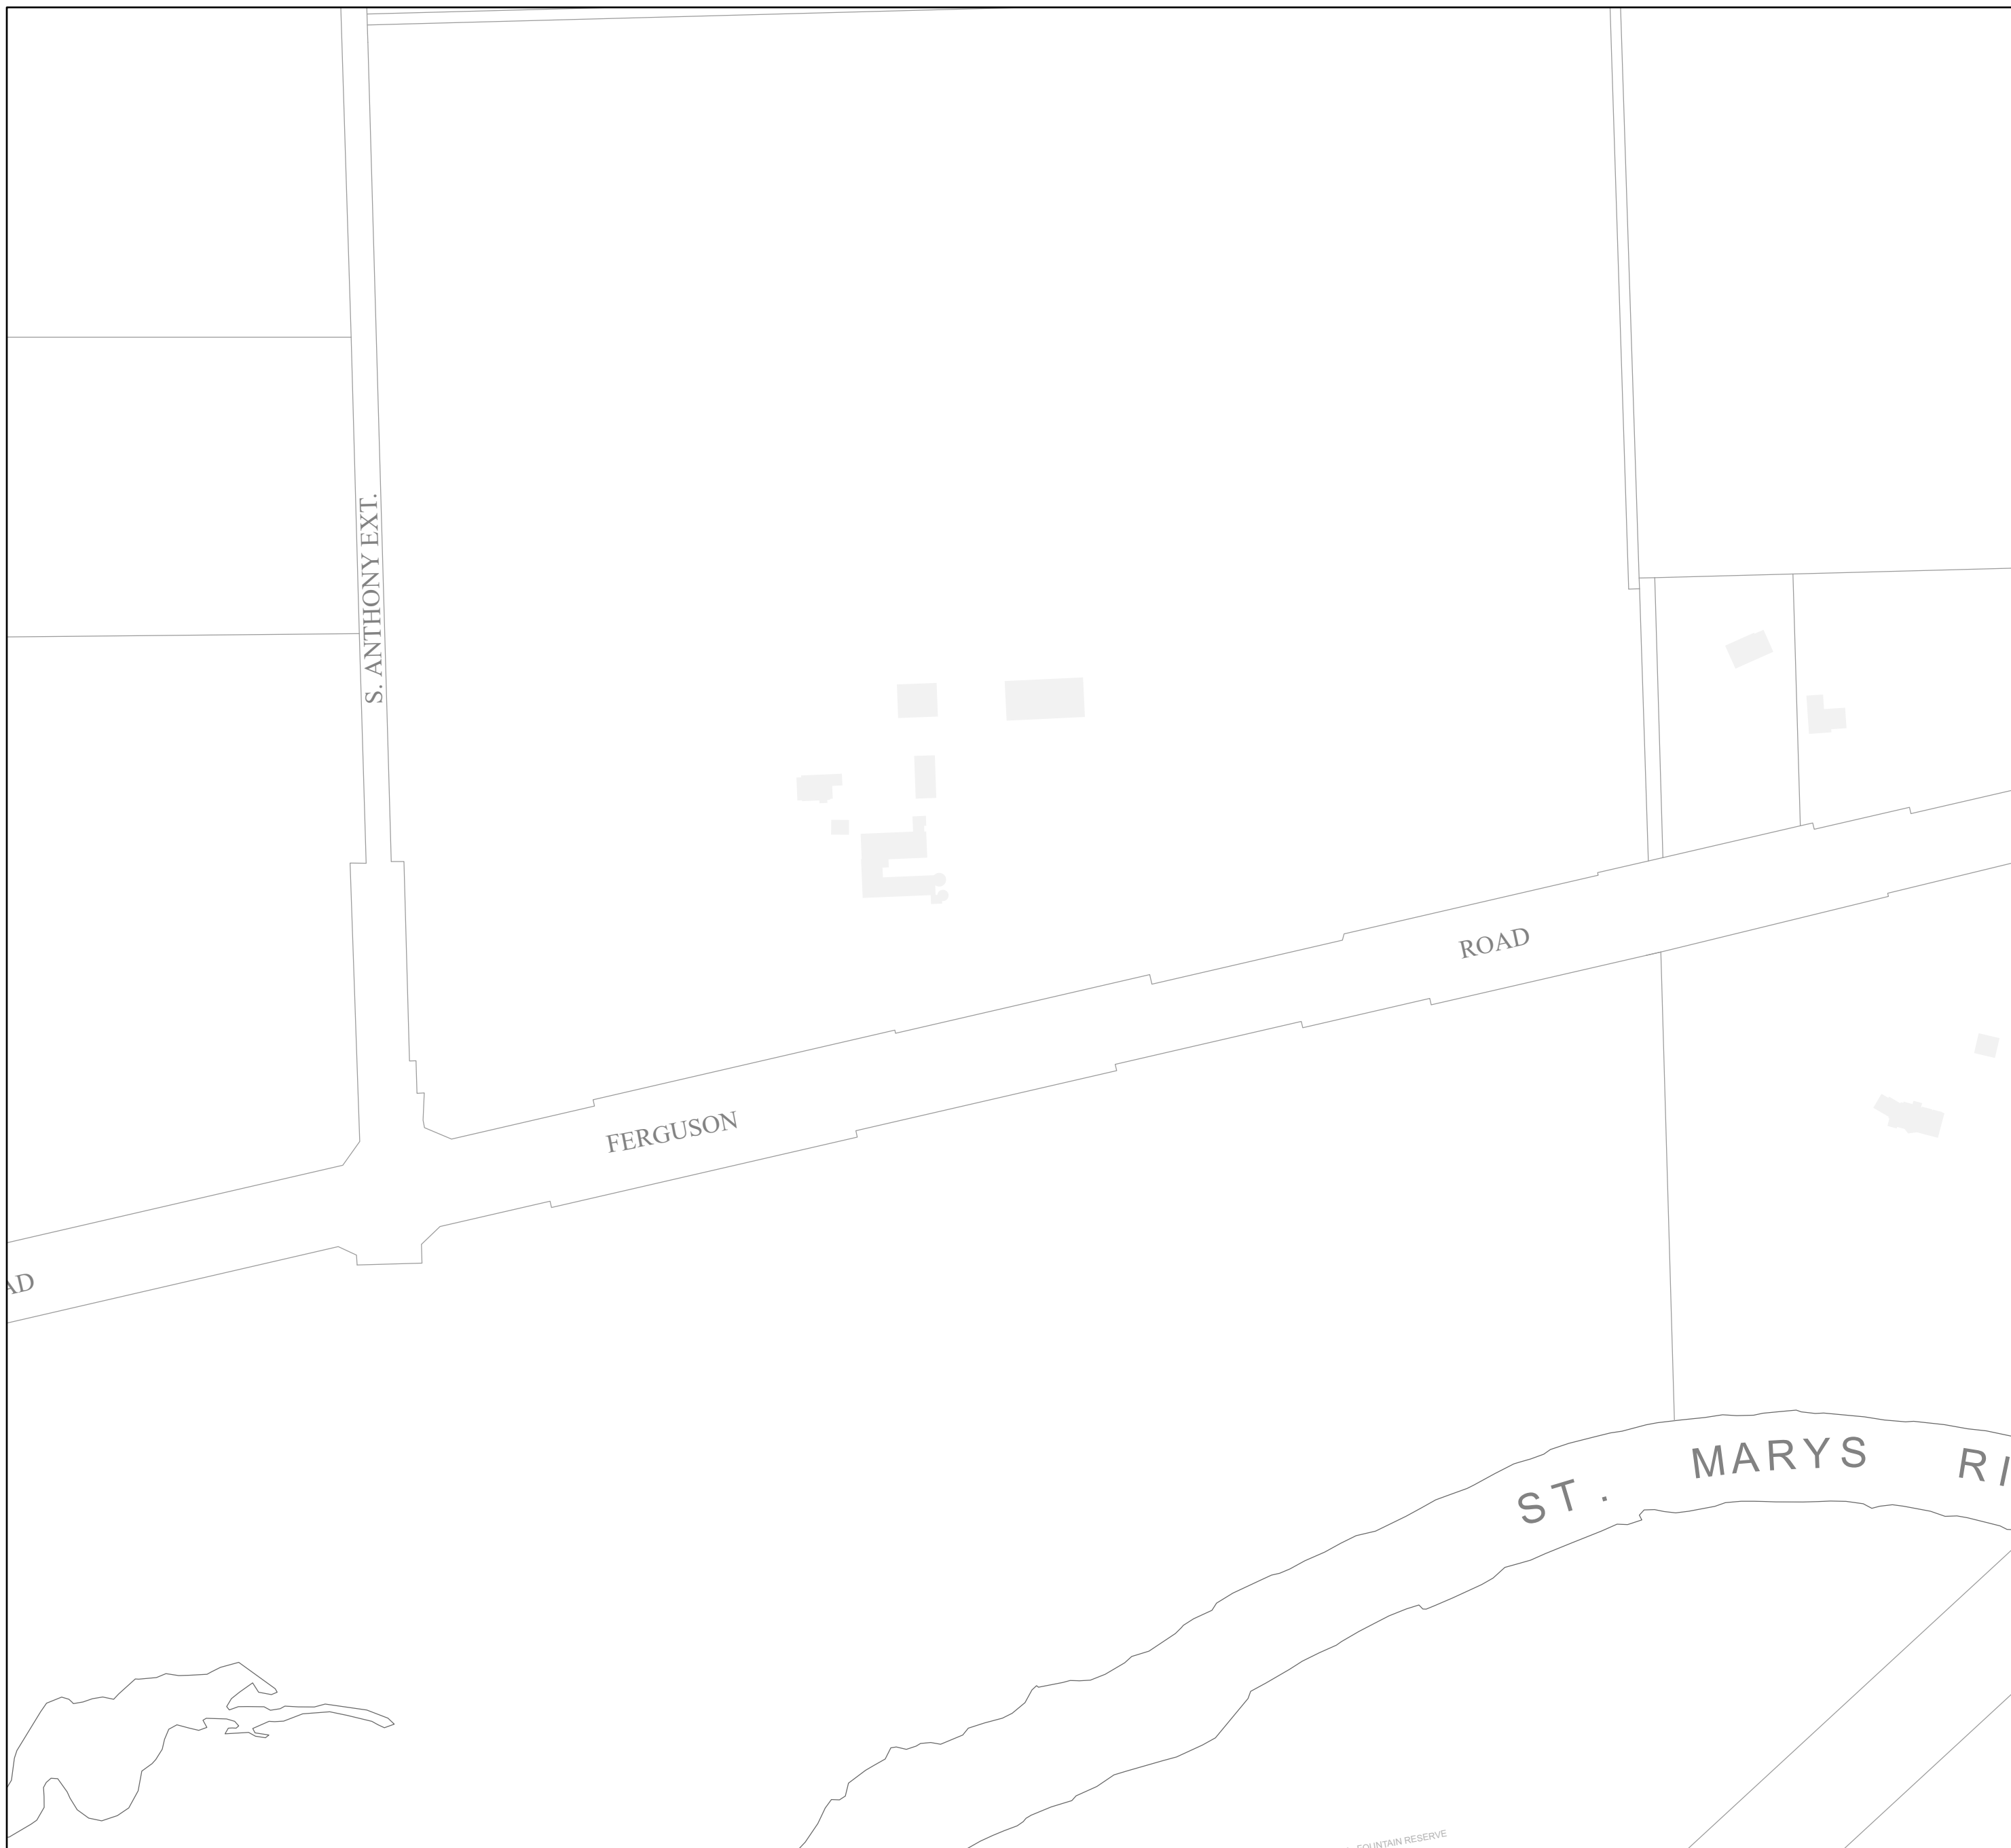 S. ANTHONY EXT.
ROAD
FERGUSON
AD
ST. MARYS RI
FOUNTAIN RESERVE